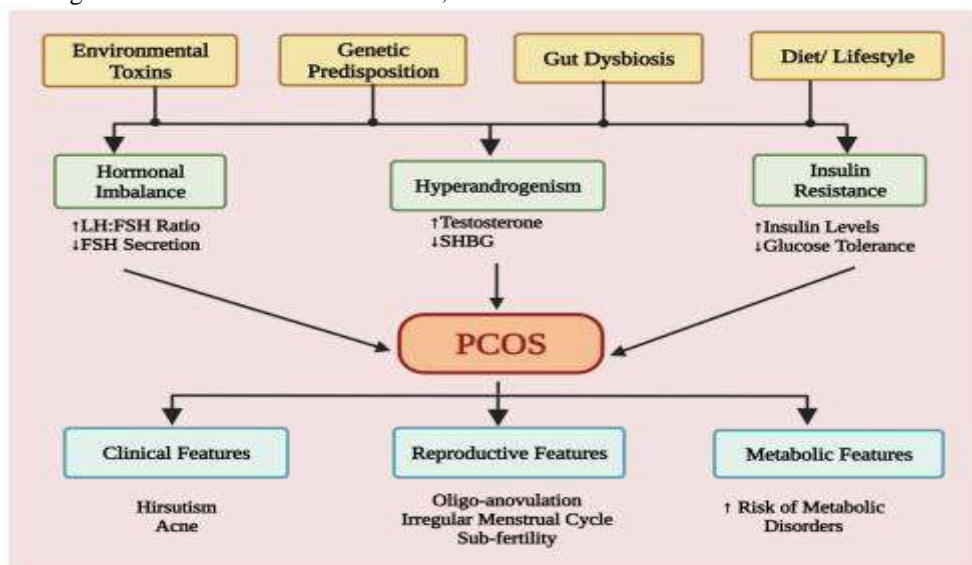 Environmental
Toxins
Genetic
Predisposition
Gut Dysbiosis
Diet/ Lifestyle
Hormonal
Imbalance
↑LH:FSH Ratio
↓FSH Secretion
Hyperandrogenism
↑Testosterone
↓SHBG
Insulin
Resistance
↑Insulin Levels
↓Glucose Tolerance
PCOS
Clinical Features
Hirsutism
Acne
Reproductive Features
Oligo-anovulation
Irregular Menstrual Cycle
Sub-fertility
Metabolic Features
↑ Risk of Metabolic
Disorders